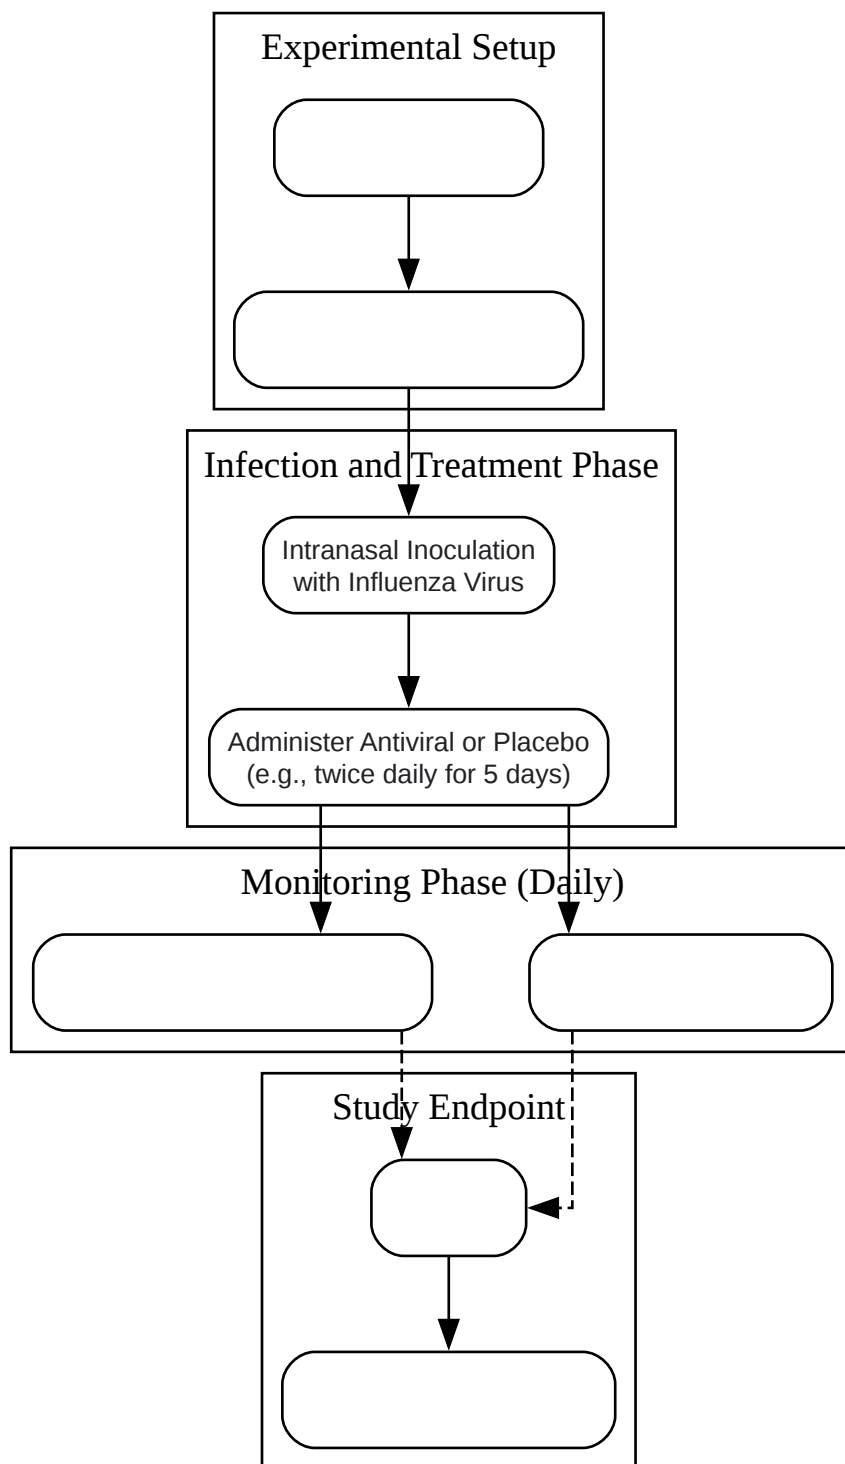 Experimental Setup
Infection and Treatment Phase
Intranasal Inoculation
with Influenza Virus
Administer Antiviral or Placebo
(e.g., twice daily for 5 days)
Monitoring Phase (Daily)
Study Endpoint